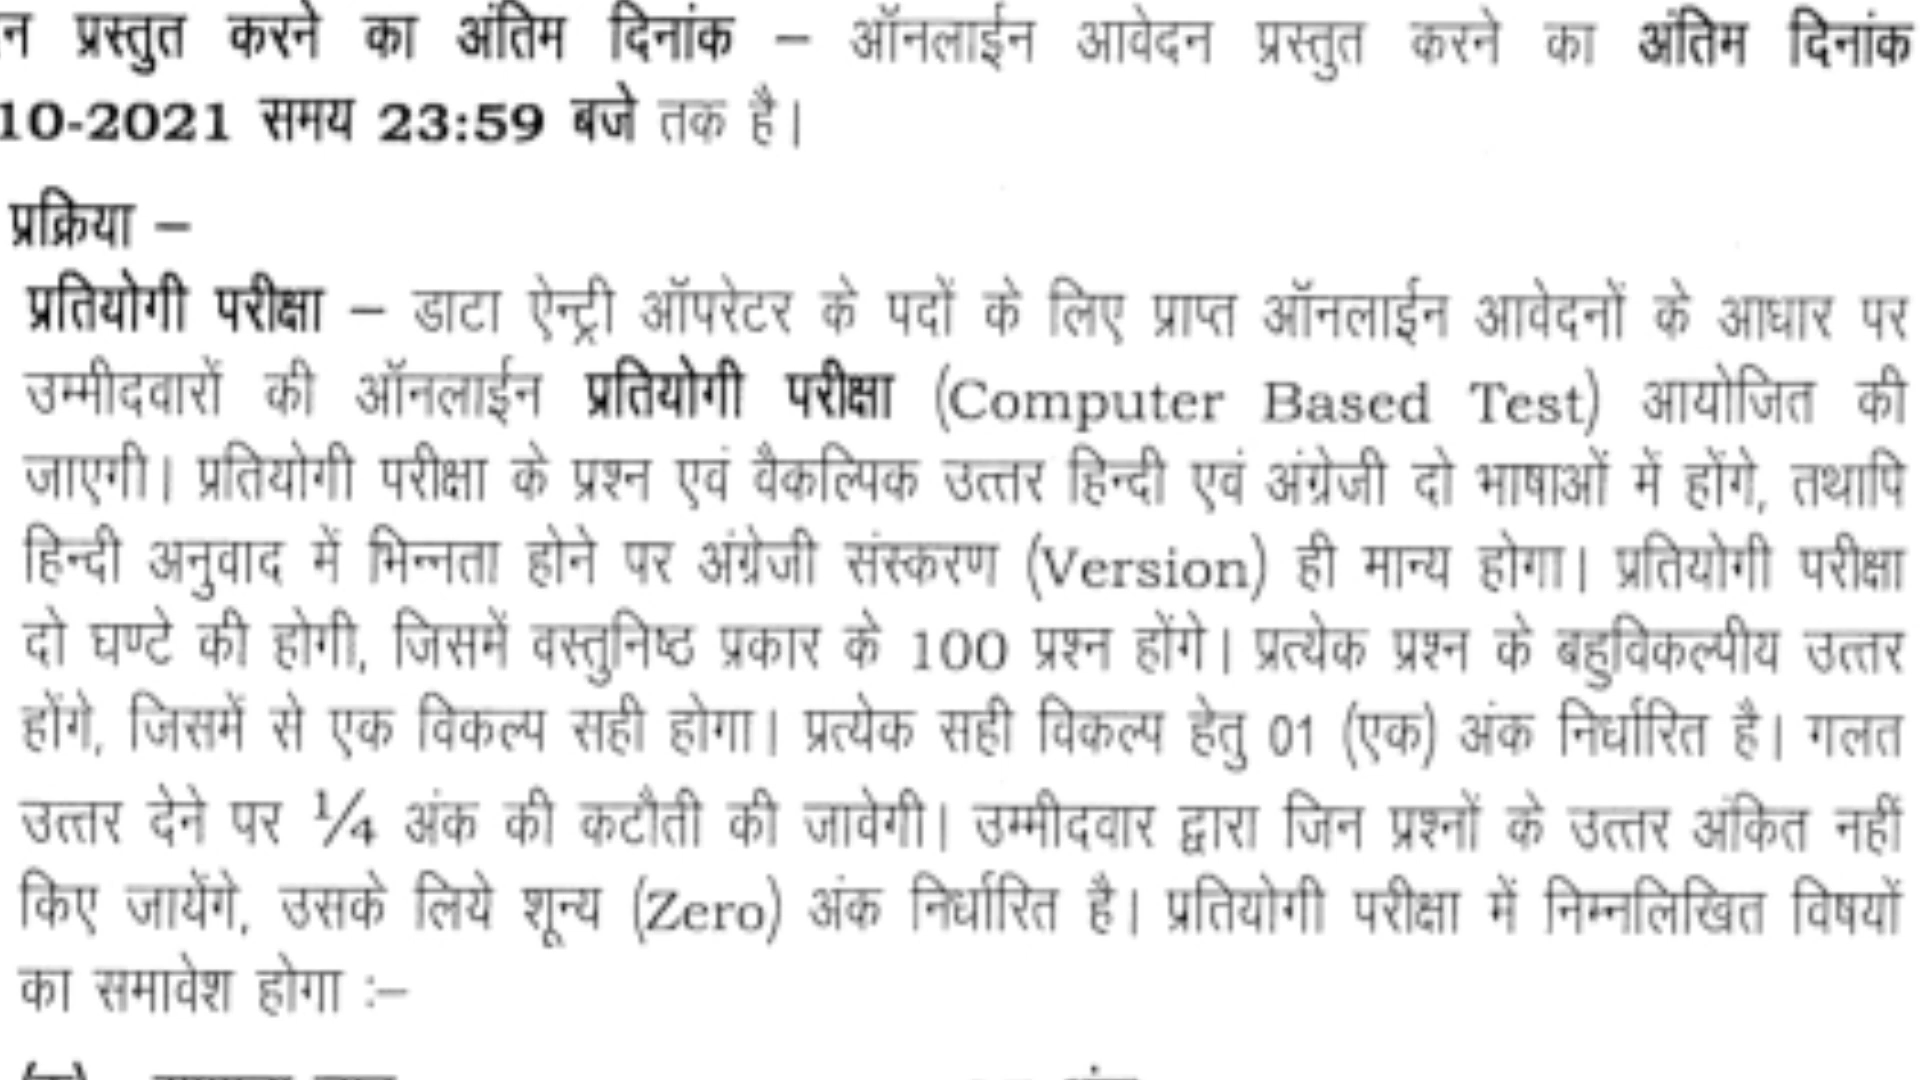 प्रस्तुत करने का अंतिम दिनांक – ऑनलाईन आवेदन प्रस्तुत करने का अंतिम दिनांक
10-2021 समय 23:59 बजे तक है।
प्रक्रिया –
प्रतियोगी परीक्षा – डाटा ऐन्ट्री ऑपरेटर के पदों के लिए प्राप्त ऑनलाईन आवेदनों के आधार पर
उम्मीदवारों की ऑनलाईन प्रतियोगी परीक्षा (Computer Based Test) आयोजित की
जाएगी। प्रतियोगी परीक्षा के प्रश्न एवं वैकल्पिक उत्तर हिन्दी एवं अंग्रेजी दो भाषाओं में होंगे, तथापि
हिन्दी अनुवाद में भिन्नता होने पर अंग्रेजी संस्करण (Version) ही मान्य होगा। प्रतियोगी परीक्षा
दो घण्टे की होगी, जिसमें वस्तुनिष्ठ प्रकार के 100 प्रश्न होंगे। प्रत्येक प्रश्न के बहुविकल्पीय उत्तर
होंगे, जिसमें से एक विकल्प सही होगा। प्रत्येक सही विकल्प हेतु 01 (एक) अंक निर्धारित है। गलत
उत्तर देने पर ¼ अंक की कटौती की जावेगी। उम्मीदवार द्वारा जिन प्रश्नों के उत्तर अंकित नहीं
किए जायेंगे, उसके लिये शून्य (Zero) अंक निर्धारित है। प्रतियोगी परीक्षा में निम्नलिखित विषयों
का समावेश होगा :–